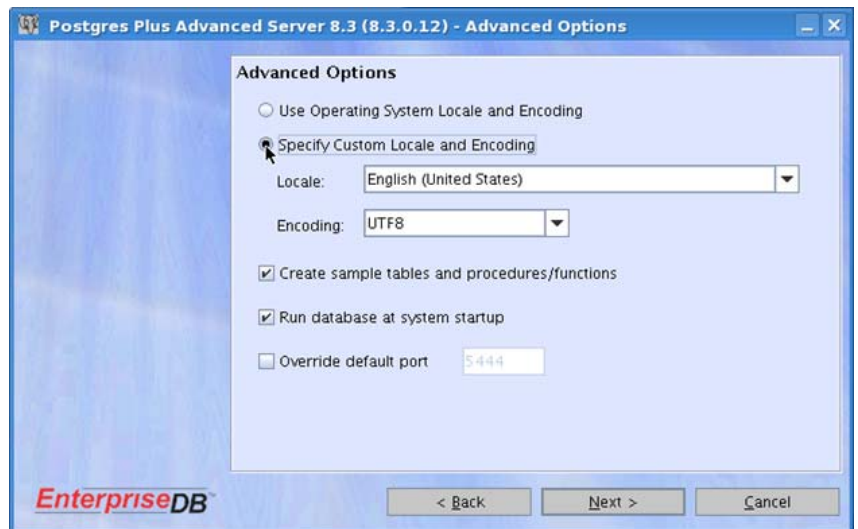 Postgres Plus Advanced Server 8.3 (8.3.0.12) - Advanced Options
Advanced Options
Use Operating System Locale and Encoding
Specify Custom Locale and Encoding
Locale: English (United States)
Encoding: UTF8
Create sample tables and procedures/functions
Run database at system startup
Override default port 5444
EnterpriseDB
< Back Next > Cancel